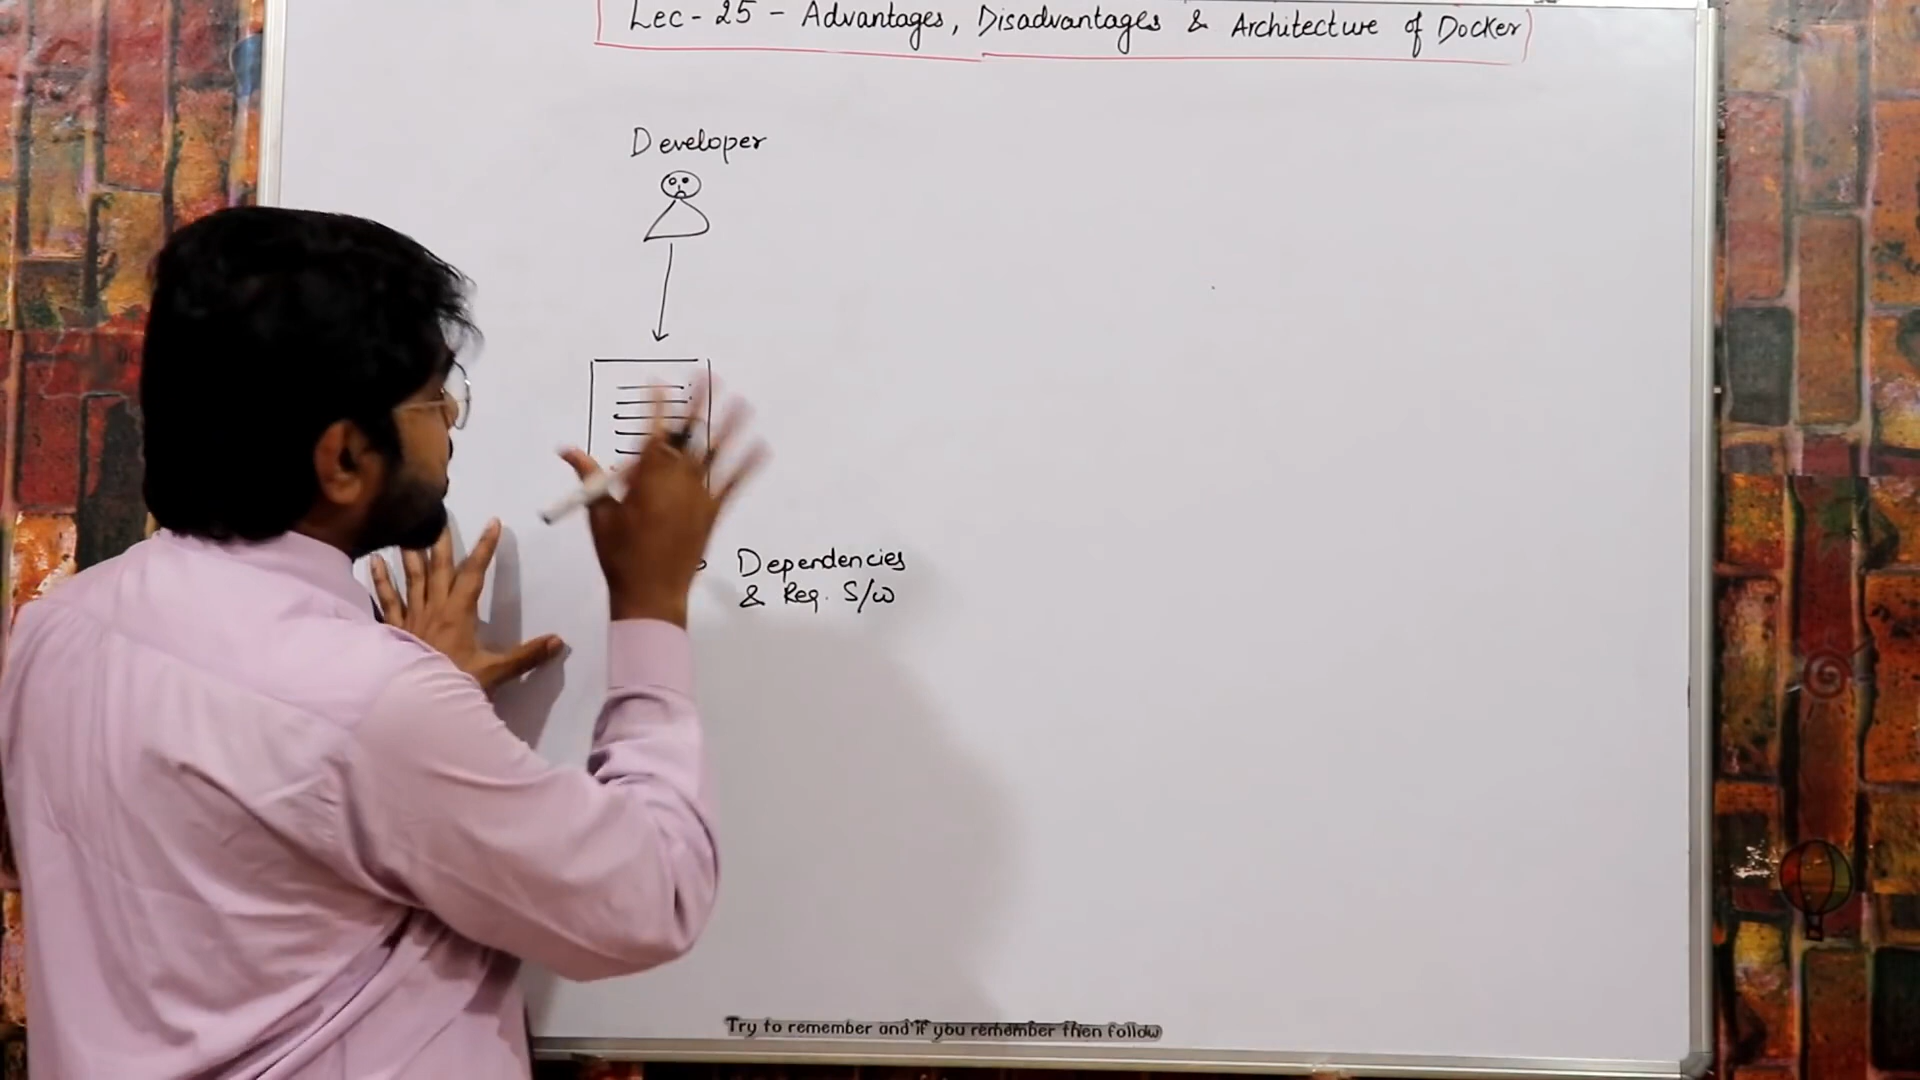 Lec - 25 - Advantages, Disadvantages & Architecture of Docker
Developer
Dependencies
& Req. S/W
Try to remember and if you remember then follow